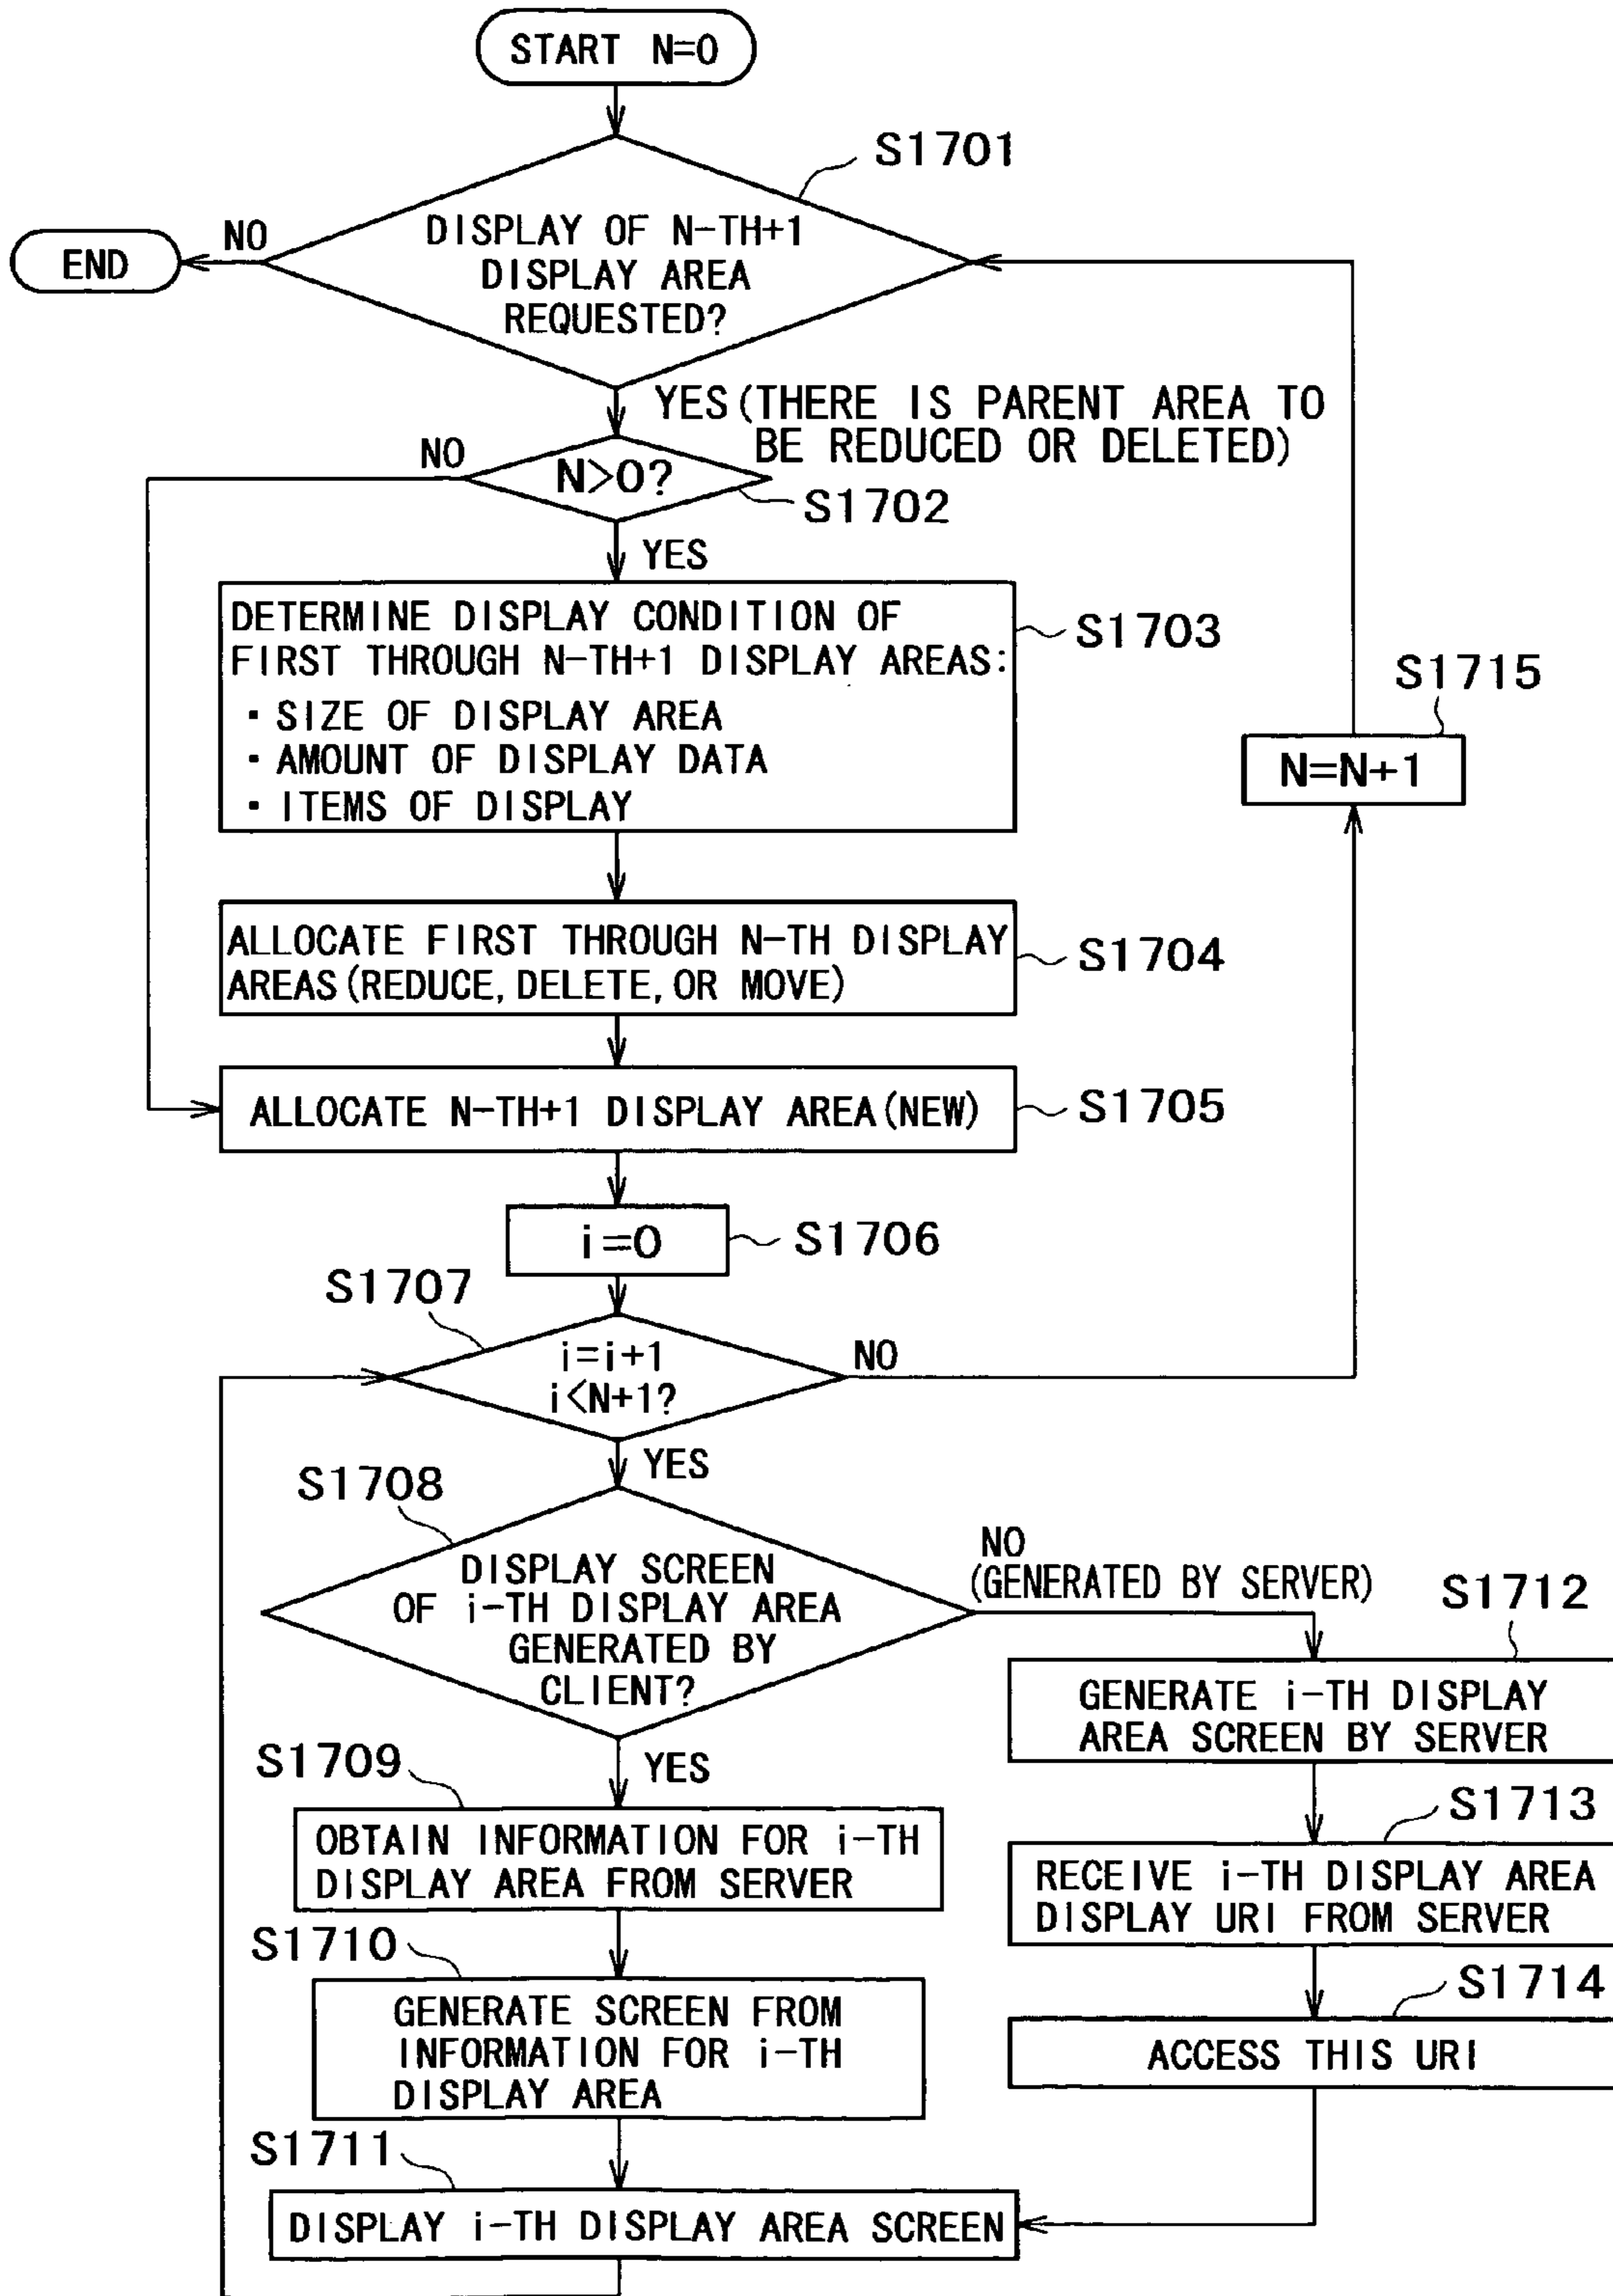 START N=0
S1701
DISPLAY OF N-TH+1
DISPLAY AREA
REQUESTED?
NO
END
YES(THERE IS PARENT AREA TO
BE REDUCED OR DELETED)
NO
N>0?
S1702
YES
DETERMINE DISPLAY CONDITION OF
FIRST THROUGH N-TH+1 DISPLAY AREAS:
・SIZE OF DISPLAY AREA
・AMOUNT OF DISPLAY DATA
・ITEMS OF DISPLAY
S1703
S1715
N=N+1
ALLOCATE FIRST THROUGH N-TH DISPLAY
AREAS(REDUCE, DELETE, OR MOVE)
S1704
ALLOCATE N-TH+1 DISPLAY AREA(NEW)
S1705
i=0
S1706
S1707
i=i+1
i<N+1?
NO
YES
S1708
DISPLAY SCREEN
OF i-TH DISPLAY AREA
GENERATED BY
CLIENT?
NO
(GENERATED BY SERVER)
S1712
GENERATE i-TH DISPLAY
AREA SCREEN BY SERVER
YES
S1709
OBTAIN INFORMATION FOR i-TH
DISPLAY AREA FROM SERVER
S1713
RECEIVE i-TH DISPLAY AREA
DISPLAY URI FROM SERVER
S1710
GENERATE SCREEN FROM
INFORMATION FOR i-TH
DISPLAY AREA
S1714
ACCESS THIS URI
S1711
DISPLAY i-TH DISPLAY AREA SCREEN